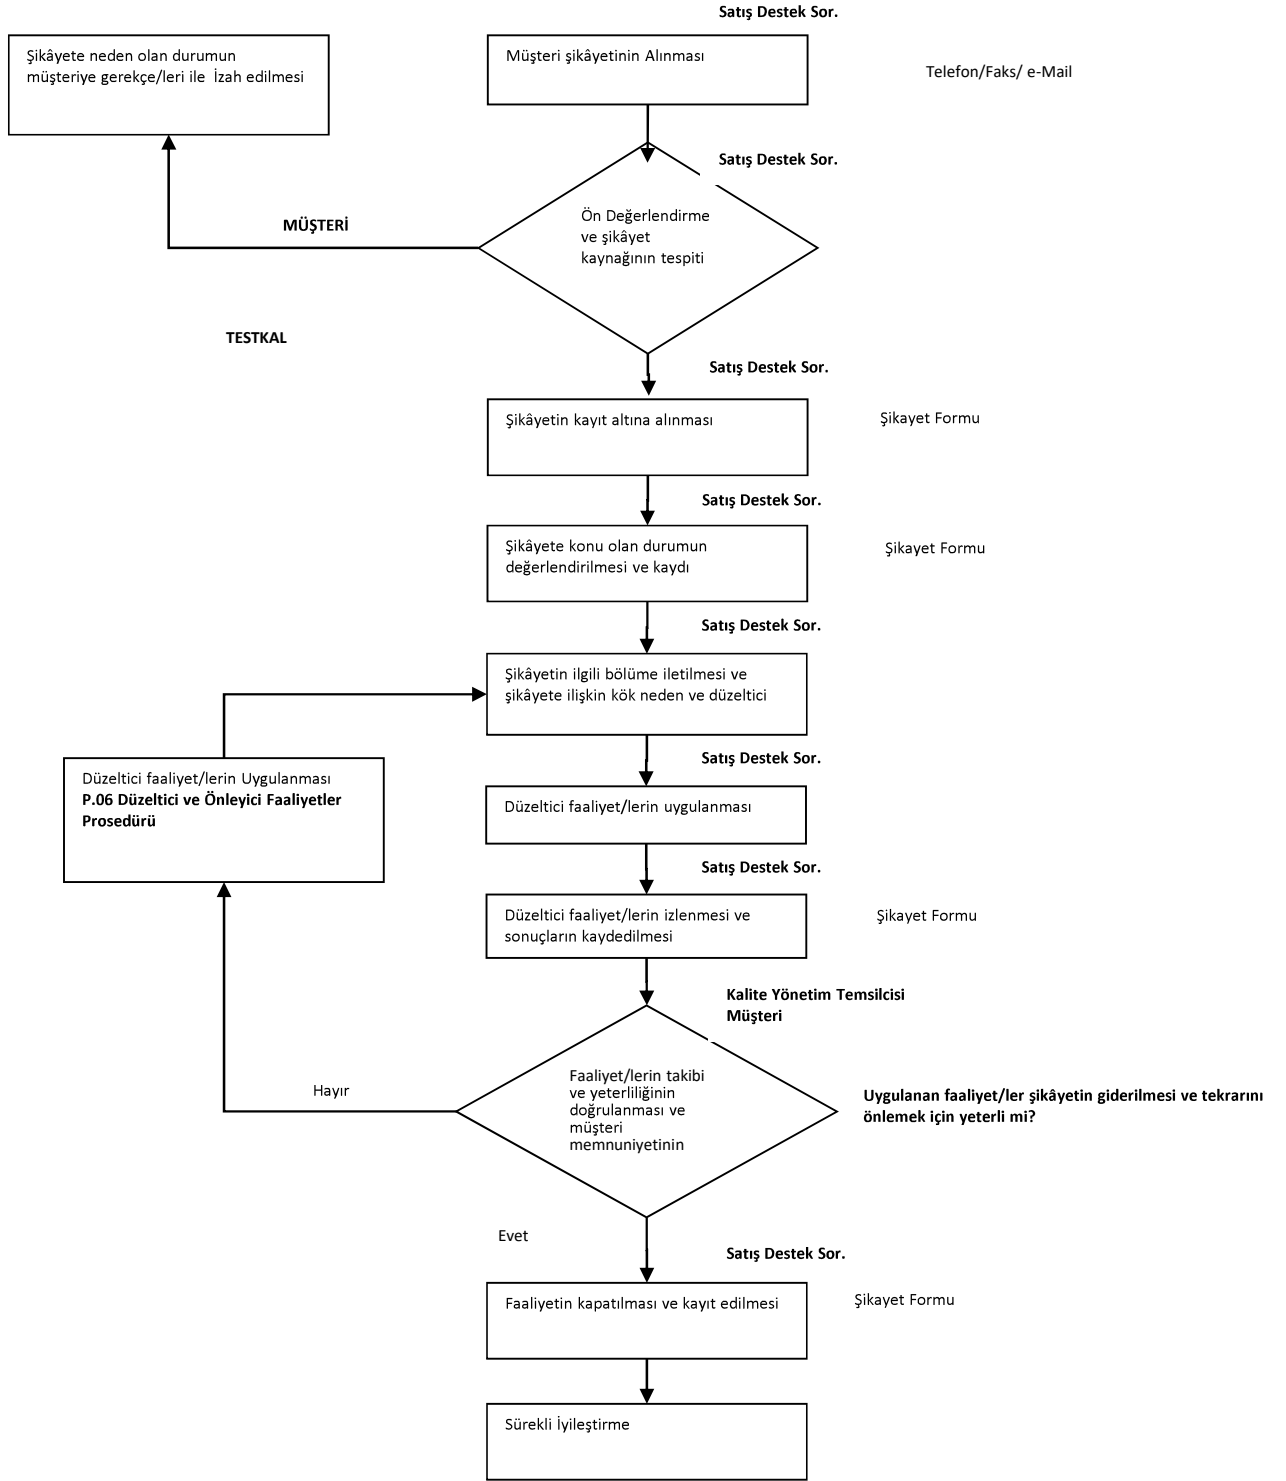 Satış Destek Sor.
Şikâyete neden olan durumun
müşteriye gerekçe/leri ile İzah edilmesi
Müşteri şikâyetinin Alınması
Telefon/Faks/ e-Mail
Satış Destek Sor.
Ön Değerlendirme
ve şikâyet
kaynağının tespiti
MÜŞTERİ
TESTKAL
Satış Destek Sor.
Şikâyetin kayıt altına alınması
Şikayet Formu
Satış Destek Sor.
Şikâyete konu olan durumun
değerlendirilmesi ve kaydı
Şikayet Formu
Satış Destek Sor.
Şikâyetin ilgili bölüme iletilmesi ve
şikâyete ilişkin kök neden ve düzeltici
Satış Destek Sor.
Düzeltici faaliyet/lerin Uygulanması
P.06 Düzeltici ve Önleyici Faaliyetler
Prosedürü
Düzeltici faaliyet/lerin uygulanması
Satış Destek Sor.
Düzeltici faaliyet/lerin izlenmesi ve
sonuçların kaydedilmesi
Şikayet Formu
Kalite Yönetim Temsilcisi
Müşteri
Hayır
Faaliyet/lerin takibi
ve yeterliliğinin
doğrulanması ve
müşteri
memnuniyetinin
Uygulanan faaliyet/ler şikâyetin giderilmesi ve tekrarını
önlemek için yeterli mi?
Evet
Satış Destek Sor.
Faaliyetin kapatılması ve kayıt edilmesi
Şikayet Formu
Sürekli İyileştirme